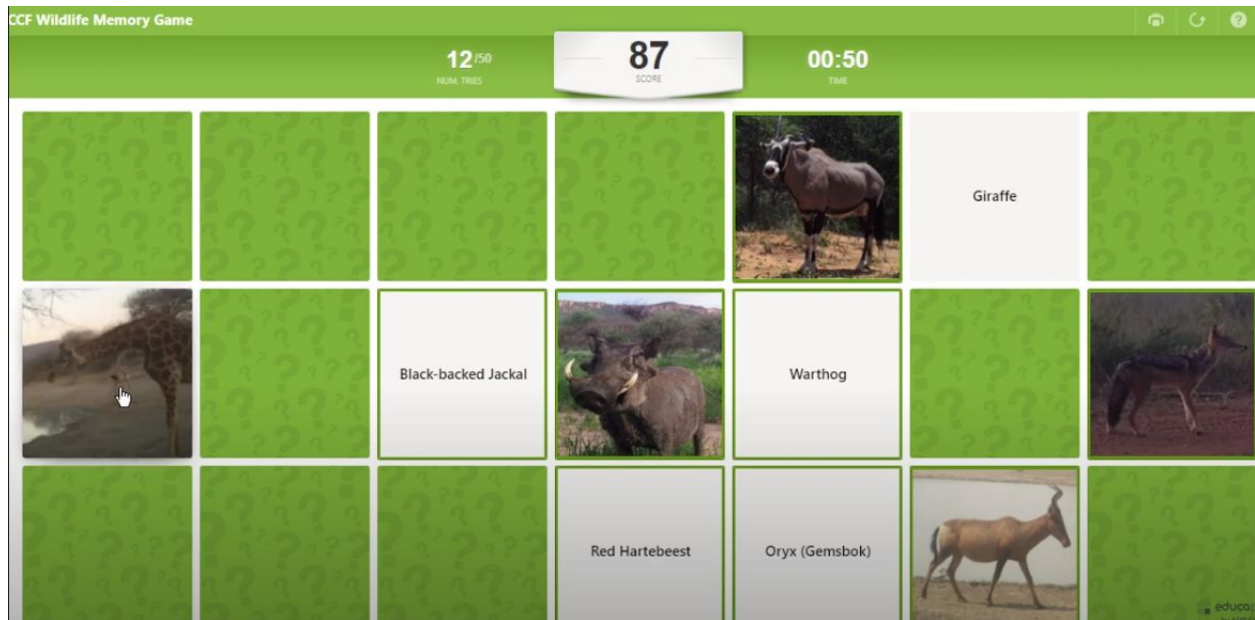 CCF Wildlife Memory Game
12/50
NUM. TRIES
87
SCORE
00:50
TIME
Giraffe
Black-backed Jackal
Warthog
Red Hartebeest
Oryx (Gemsbok)